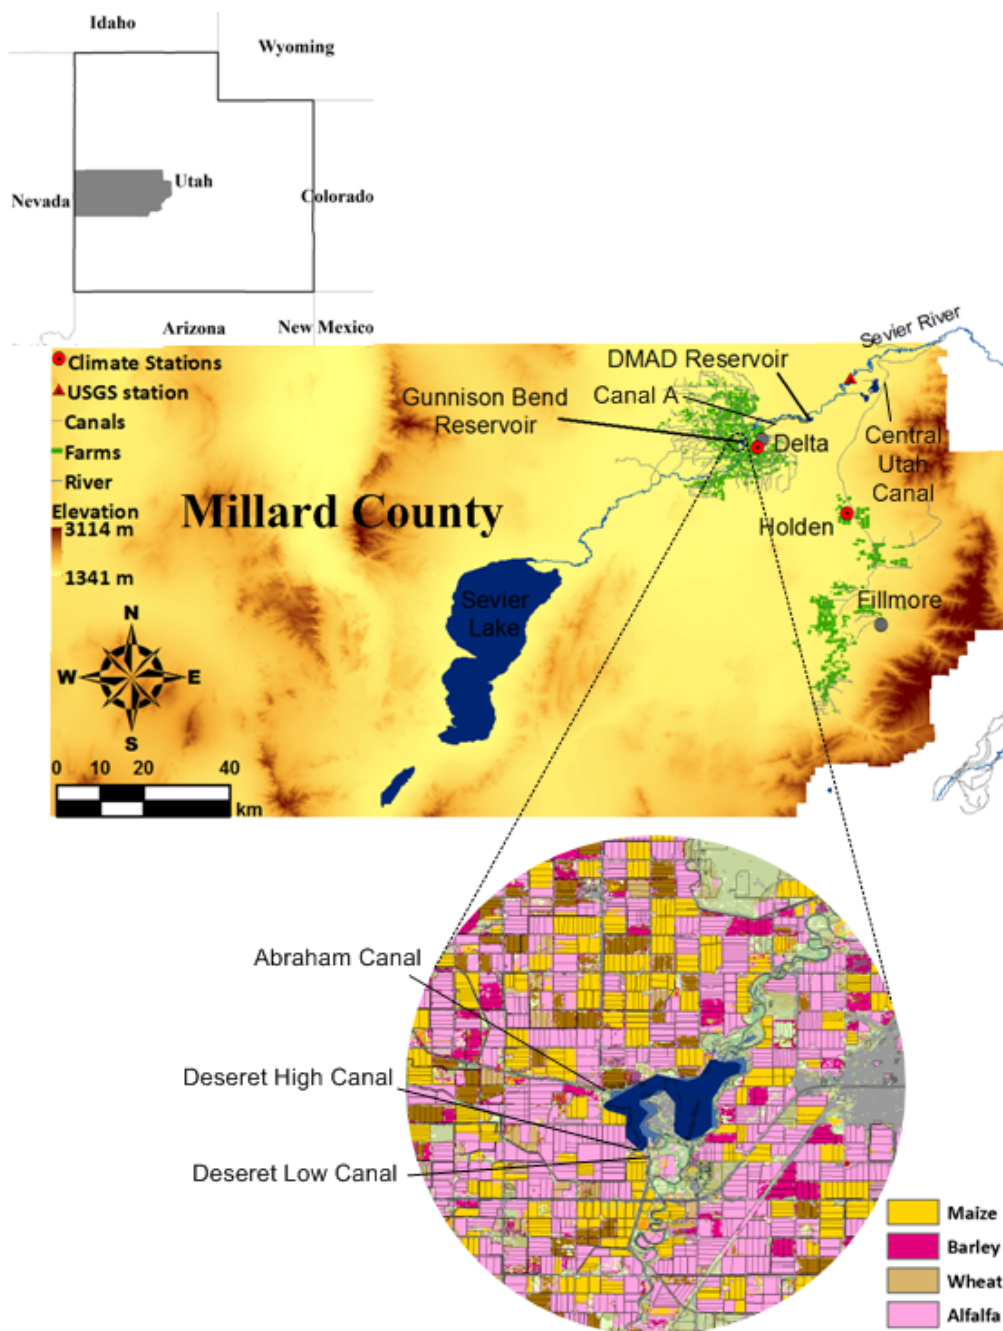 Idaho
Wyoming
Nevada
Utah
Colorado
Arizona
New Mexico
Sevier River
Climate Stations
USGS station
Canals
Farms
River
Elevation
3114 m
1341 m
DMAD Reservoir
Gunnison Bend
Reservoir
Canal A
Delta
Central
Utah
Canal
Millard County
Holden
Sevier
Lake
Fillmore
N
W
E
S
0 10 20 40
km
Abraham Canal
Deseret High Canal
Deseret Low Canal
Maize
Barley
Wheat
Alfalfa